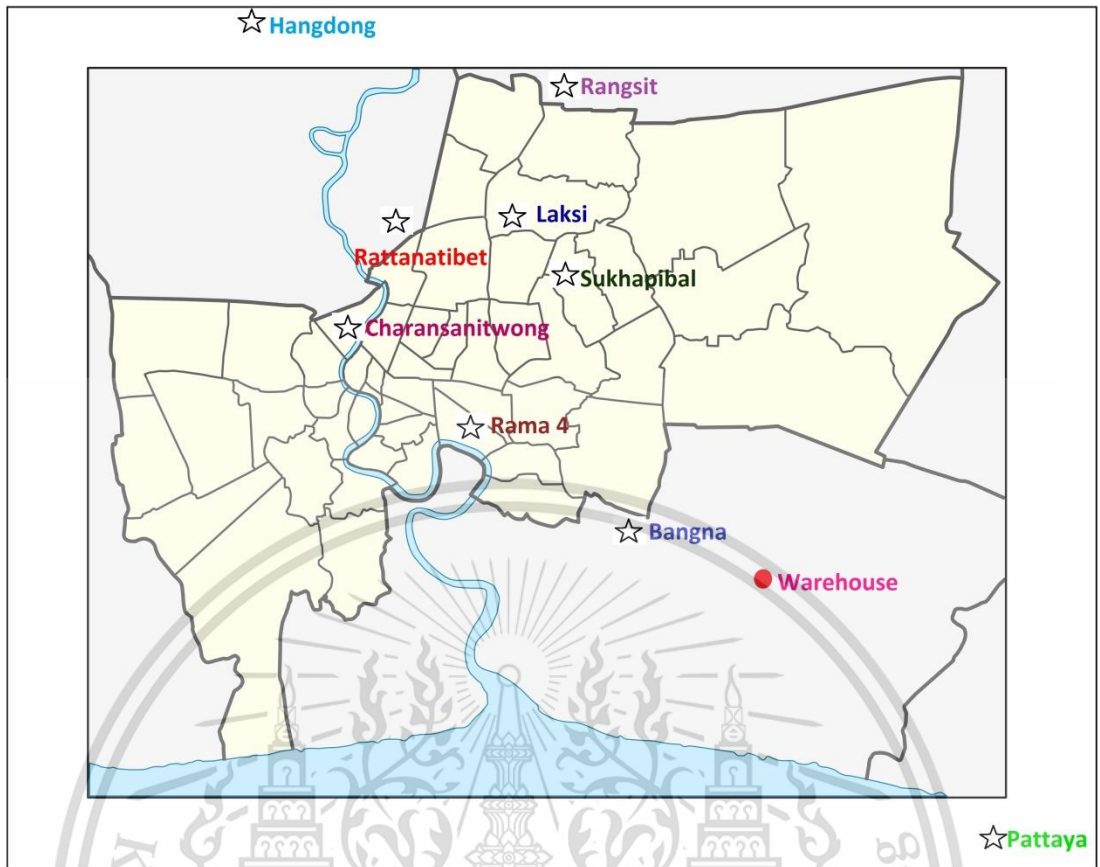 Hangdong
Rangsit
Laksi
Rattanatibet
Sukhapibal
Charansanitwong
Rama 4
Bangna
Warehouse
Pattaya